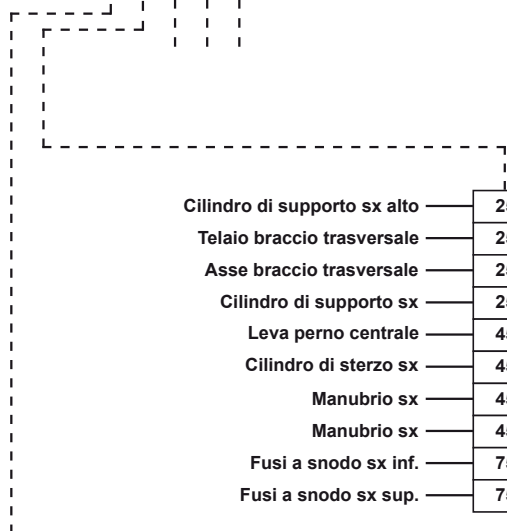 Cilindro di supporto sx alto
Telaio braccio trasversale
Asse braccio trasversale
Cilindro di supporto sx
Leva perno centrale
Cilindro di sterzo sx
Manubrio sx
Manubrio sx
Fusi a snodo sx inf.
Fusi a snodo sx sup.